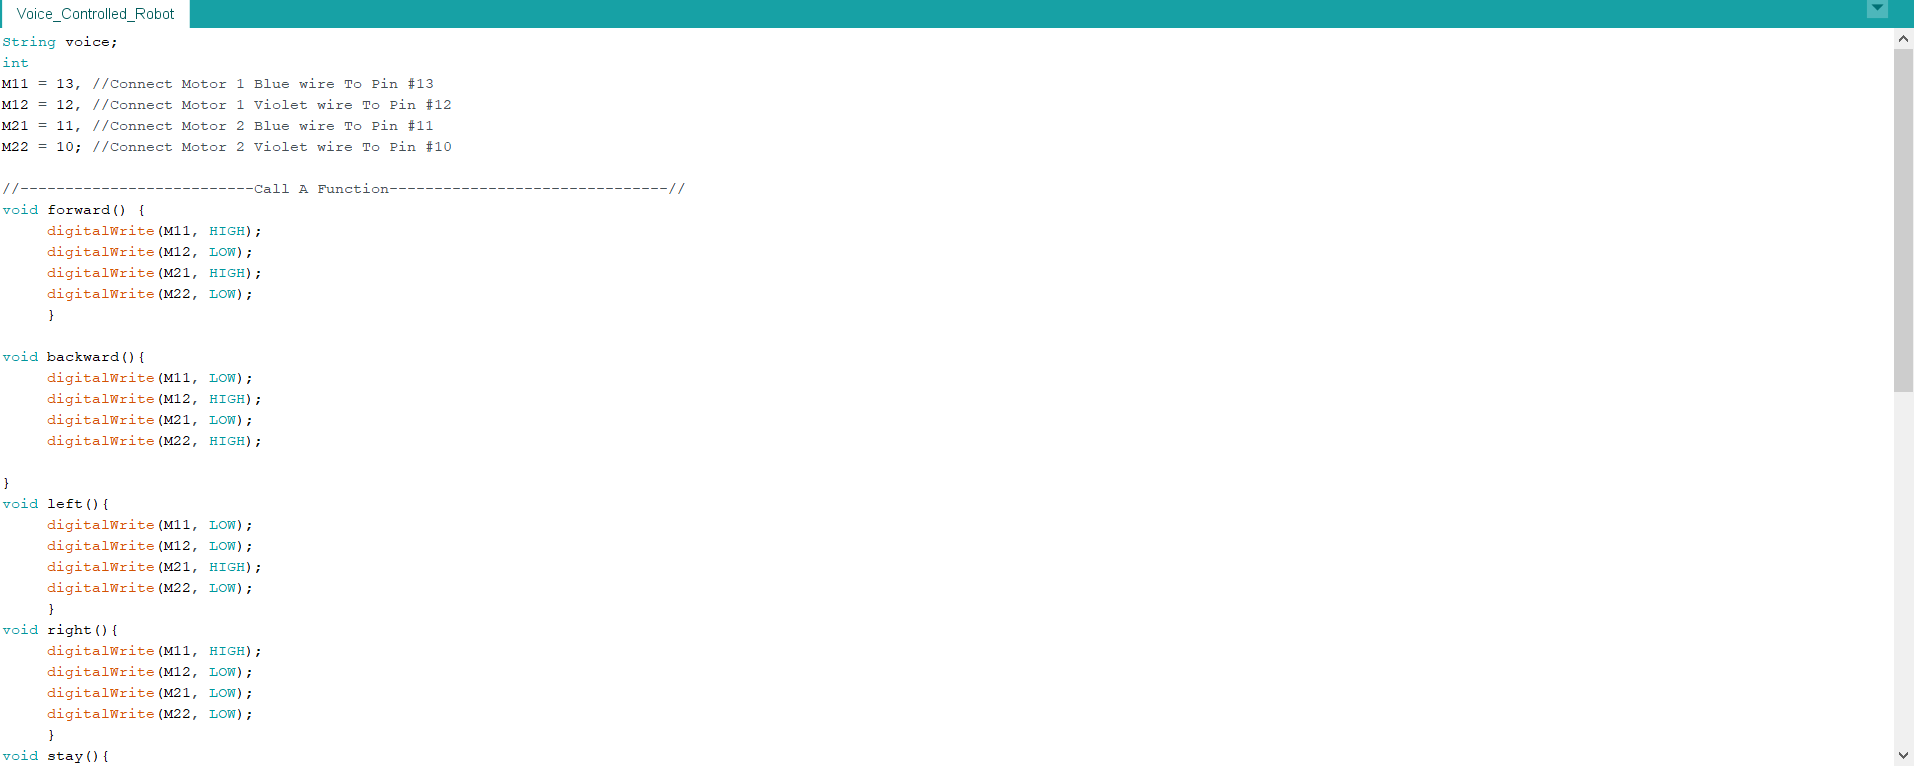 Voice_Controlled_Robot
String voice;
int
M11 = 13, //Connect Motor 1 Blue wire To Pin #13
M12 = 12, //Connect Motor 1 Violet wire To Pin #12
M21 = 11, //Connect Motor 2 Blue wire To Pin #11
M22 = 10; //Connect Motor 2 Violet wire To Pin #10
//--------------------------Call A Function-------------------------------//
void forward() {
digitalWrite(M11, HIGH);
digitalWrite(M12, LOW);
digitalWrite(M21, HIGH);
digitalWrite(M22, LOW);
}
void backward(){
digitalWrite(M11, LOW);
digitalWrite(M12, HIGH);
digitalWrite(M21, LOW);
digitalWrite(M22, HIGH);
}
void left(){
digitalWrite(M11, LOW);
digitalWrite(M12, LOW);
digitalWrite(M21, HIGH);
digitalWrite(M22, LOW);
}
void right(){
digitalWrite(M11, HIGH);
digitalWrite(M12, LOW);
digitalWrite(M21, LOW);
digitalWrite(M22, LOW);
}
void stay(){